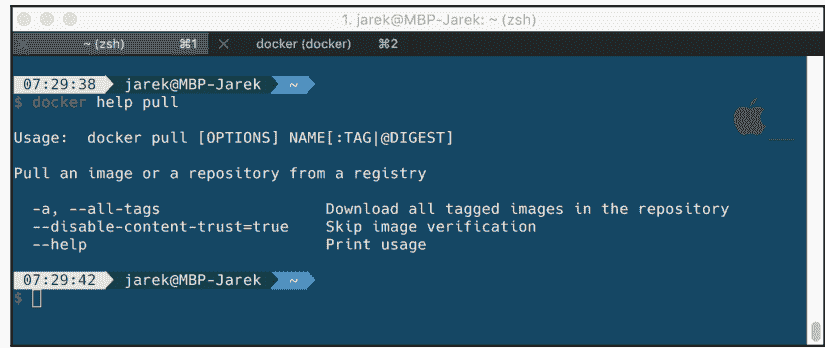 1. jarek@MBP-Jarek: ~ (zsh)
~ (zsh) ⌘1 docker (docker) ⌘2
07:29:38 jarek@MBP-Jarek ~
$ docker help pull
Usage:  docker pull [OPTIONS] NAME[:TAG|@DIGEST]
Pull an image or a repository from a registry
-a, --all-tags Download all tagged images in the repository
--disable-content-trust=true Skip image verification
--help Print usage
07:29:42 jarek@MBP-Jarek ~
$